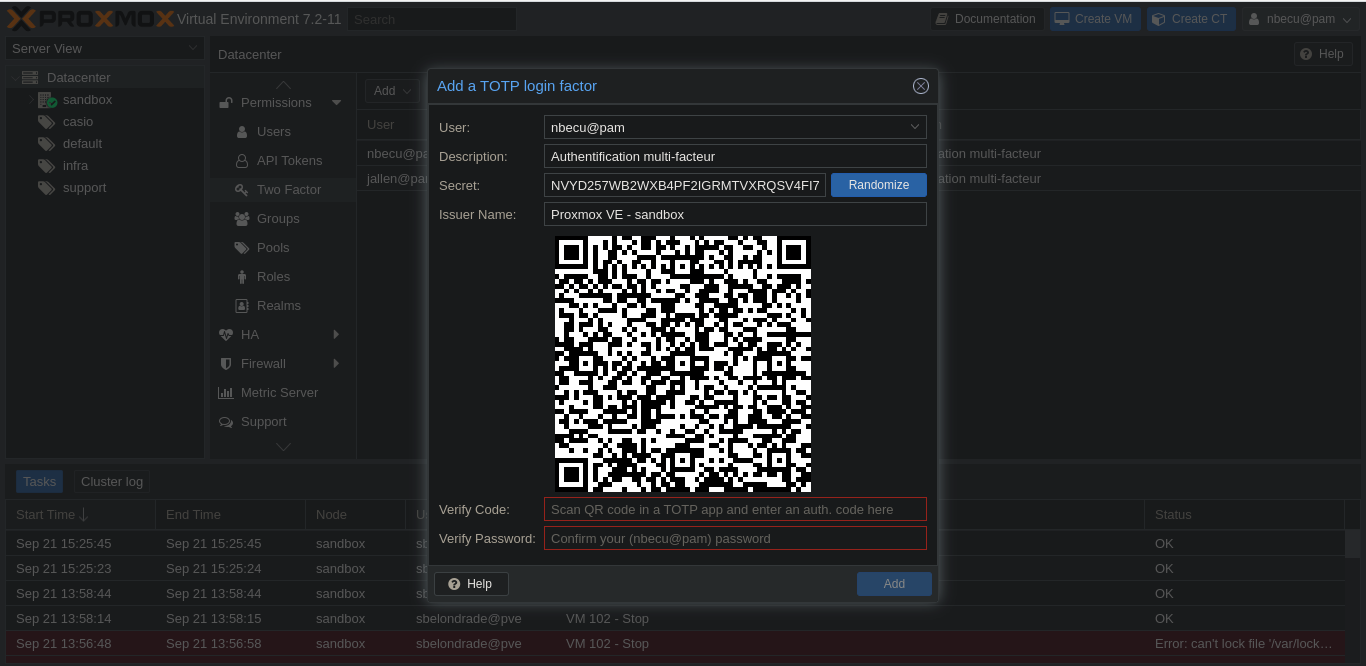 PROXMOX Virtual Environment 7.2-11 Search Documentation Create VM Create CT nbecu@pam
Server View
Datacenter
sandbox
casio
default
infra
support
Datacenter Help
Permissions
Users
API Tokens
Two Factor
Groups
Pools
Roles
Realms
HA
Firewall
Metric Server
Support
Add
User
nbecu@pa
ation multi-facteur
jallen@pa
ation multi-facteur
Add a TOTP login factor
User: nbecu@pam
Description: Authentification multi-facteur
Secret: NVYD257WB2WXB4PF2IGRMTVXRQSV4FI7 Randomize
Issuer Name: Proxmox VE - sandbox
Verify Code: Scan QR code in a TOTP app and enter an auth. code here
Verify Password: Confirm your (nbecu@pam) password
Help Add
Tasks Cluster log
Start Time End Time Node Status
Sep 21 15:25:45 Sep 21 15:25:45 sandbox OK
Sep 21 15:25:23 Sep 21 15:25:24 sandbox OK
Sep 21 13:58:44 Sep 21 13:58:44 sandbox OK
Sep 21 13:58:14 Sep 21 13:58:15 sandbox sbelondrade@pve VM 102 - Stop OK
Sep 21 13:56:48 Sep 21 13:56:58 sandbox sbelondrade@pve VM 102 - Stop Error: can't lock file '/var/lock…